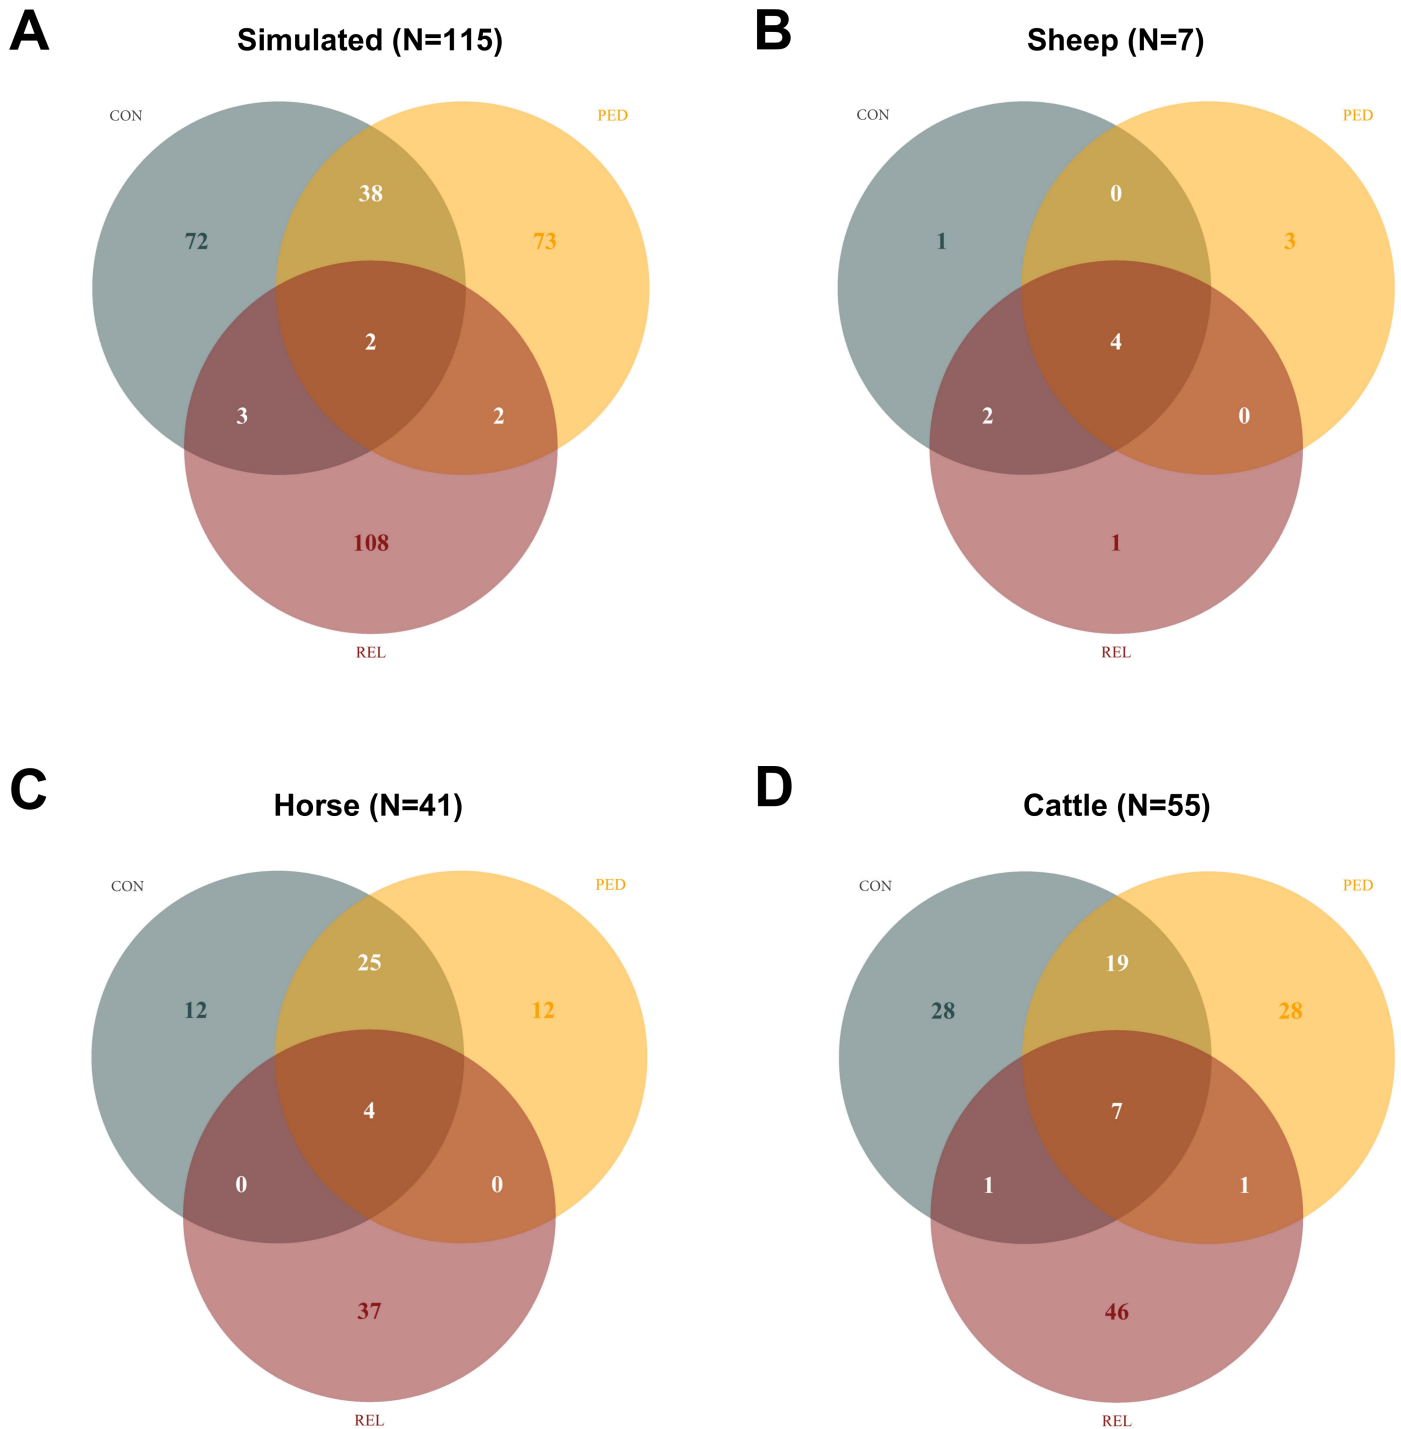 A
Simulated (N=115)
CON
PED
38
72
73
2
3
2
108
REL
B
Sheep (N=7)
CON
PED
0
1
3
4
2
0
1
REL
C
Horse (N=41)
CON
PED
25
12
12
4
0
0
37
REL
D
Cattle (N=55)
CON
PED
19
28
28
7
1
1
46
REL